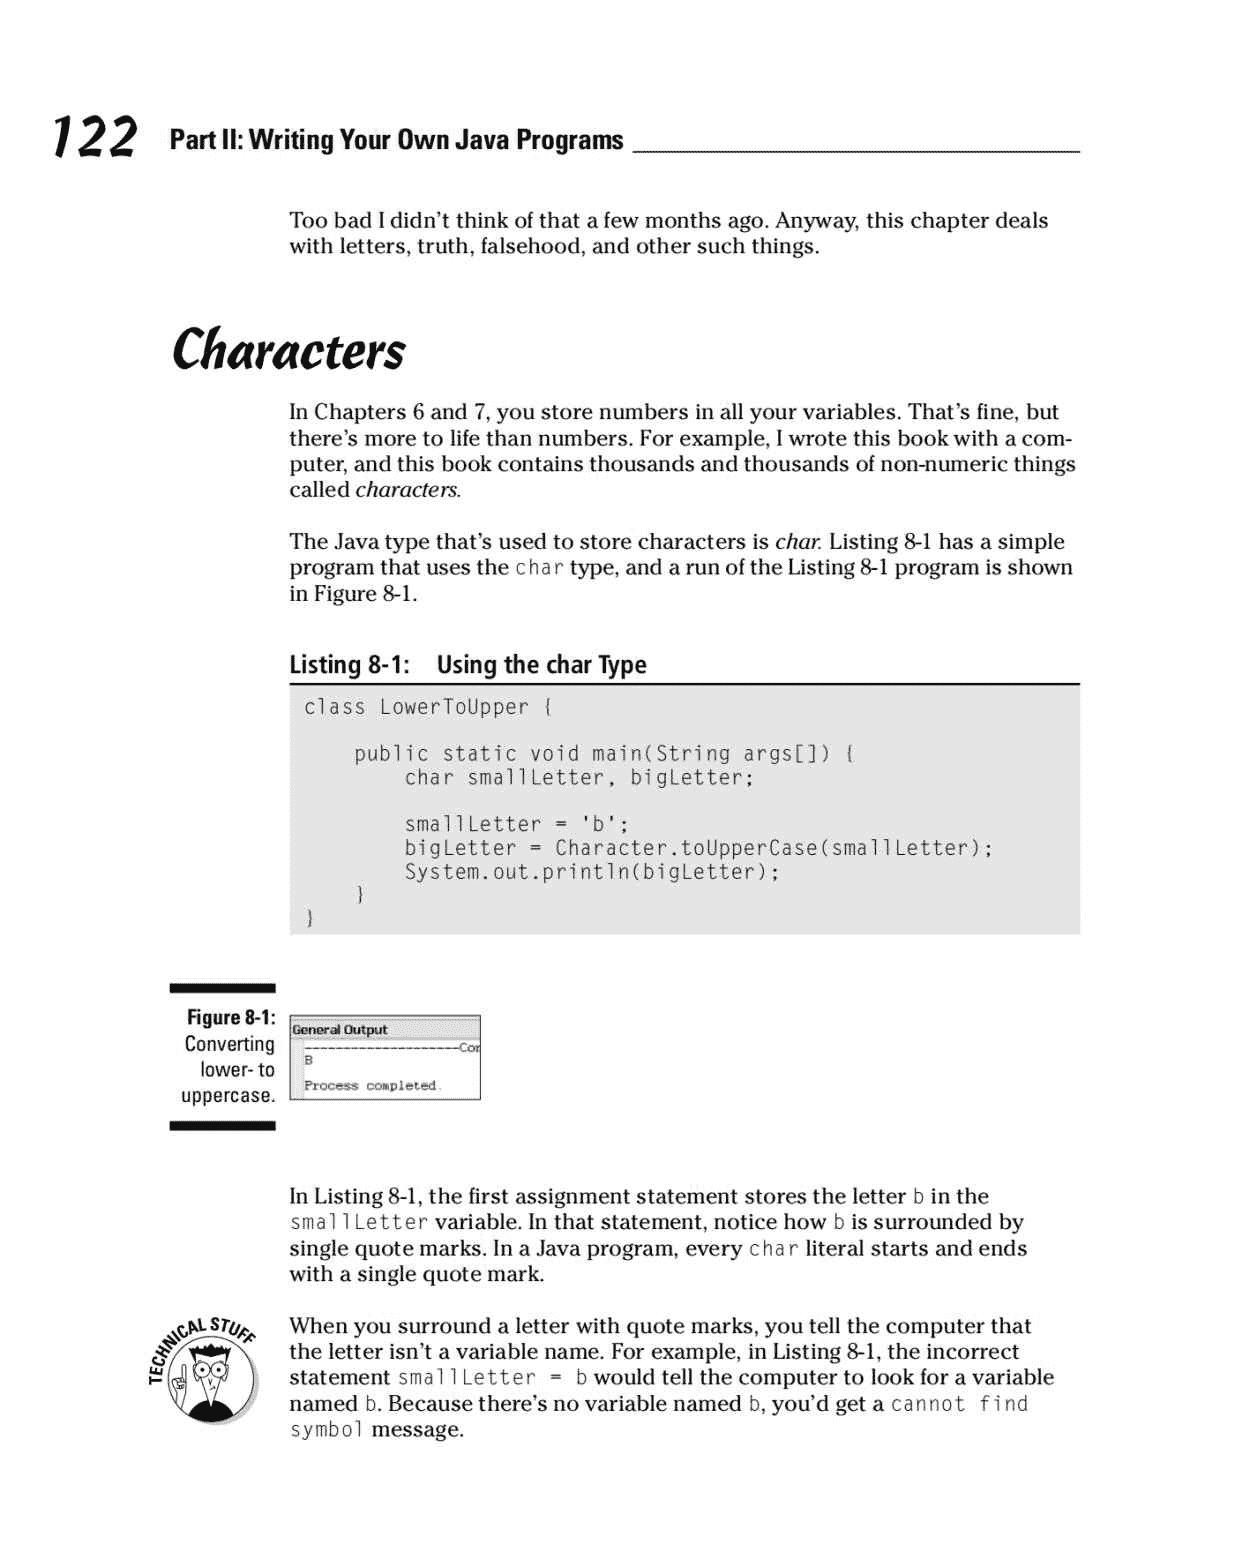 122 Part II: Writing Your Own Java Programs
Too bad I didn't think of that a few months ago. Anyway, this chapter deals
with letters, truth, falsehood, and other such things.
Characters
In Chapters 6 and 7, you store numbers in all your variables. That's fine, but
there's more to life than numbers. For example, I wrote this book with a com-
puter, and this book contains thousands and thousands of non-numeric things
called characters.
The Java type that's used to store characters is char. Listing 8-1 has a simple
program that uses the char type, and a run of the Listing 8-1 program is shown
in Figure 8-1.
Listing 8-1: Using the char Type
class LowerToUpper {
public static void main(String args[]) {
char smallLetter, bigLetter;
smallLetter = 'b';
bigLetter = Character.toUpperCase(smallLetter);
System.out.println(bigLetter);
}
}
Figure 8-1:
Converting
lower- to
uppercase.
General Output
--------------------Cor
B
Process completed.
In Listing 8-1, the first assignment statement stores the letter b in the
smallLetter variable. In that statement, notice how b is surrounded by
single quote marks. In a Java program, every char literal starts and ends
with a single quote mark.
TECHNICAL STUFF
When you surround a letter with quote marks, you tell the computer that
the letter isn't a variable name. For example, in Listing 8-1, the incorrect
statement smallLetter = b would tell the computer to look for a variable
named b. Because there's no variable named b, you'd get a cannot find
symbol message.